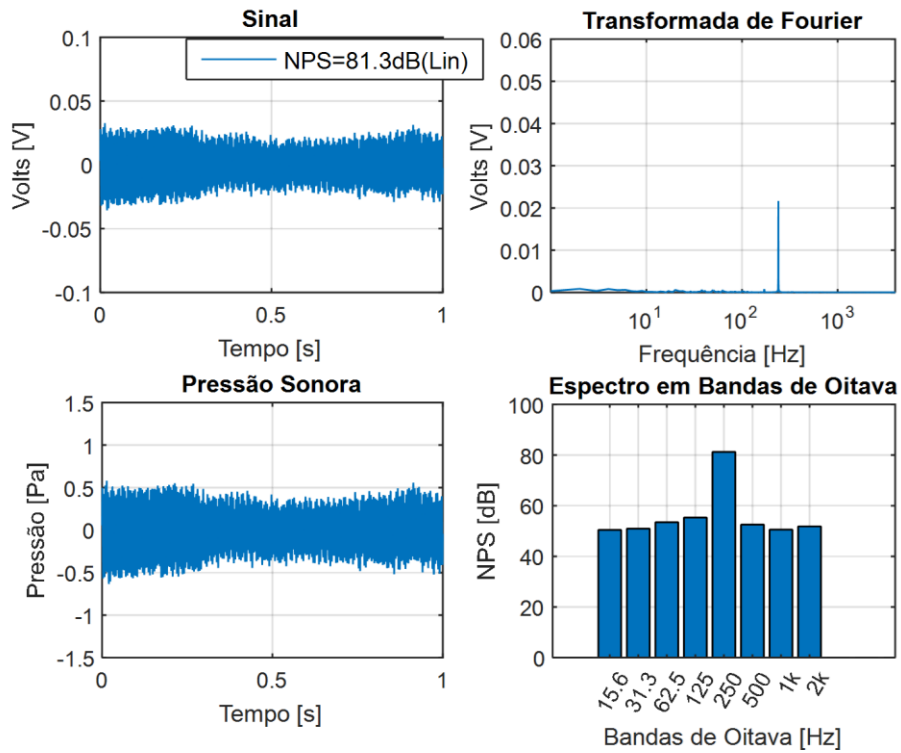 Sinal
0.1
0.05
0
-0.05
-0.1
Volts [V]
NPS=81.3dB(Lin)
0
0.5
1
Tempo [s]
Transformada de Fourier
0.06
0.05
0.04
0.03
0.02
0.01
0
Volts [V]
10^1
10^2
10^3
Frequência [Hz]
Pressão Sonora
1.5
1
0.5
0
-0.5
-1
-1.5
Pressão [Pa]
0
0.5
1
Tempo [s]
Espectro em Bandas de Oitava
100
80
60
40
20
0
NPS [dB]
15.6
31.3
62.5
125
250
500
1k
2k
Bandas de Oitava [Hz]